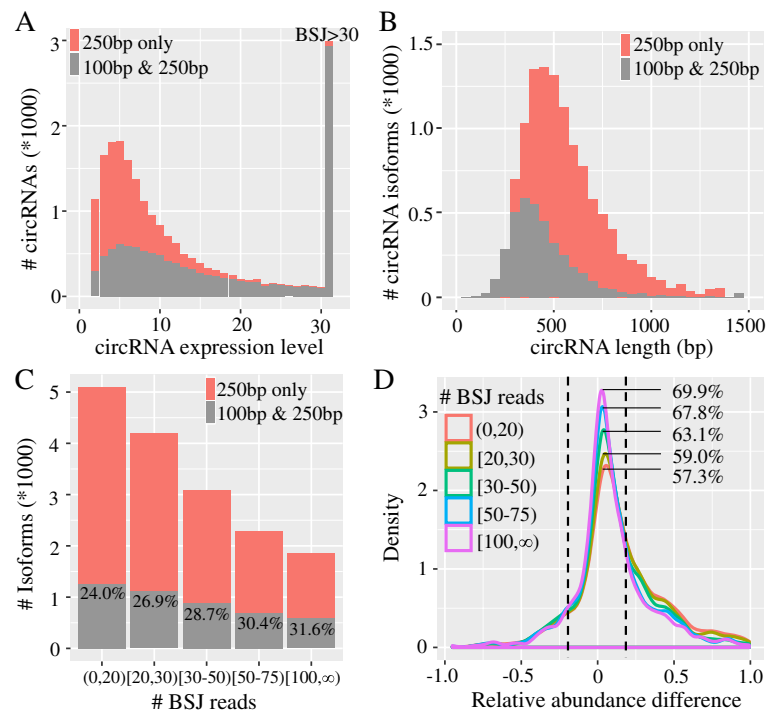 A
BSJ>30
250bp only
100bp & 250bp
# circRNAs (*1000)
3
2
1
0
0
10
20
30
circRNA expression level
B
250bp only
100bp & 250bp
# circRNA isoforms (*1000)
1.5
1.0
0.5
0
0
500
1000
1500
circRNA length (bp)
C
250bp only
100bp & 250bp
# Isoforms (*1000)
5
4
3
2
1
0
24.0%
26.9%
28.7%
30.4%
31.6%
(0,20)[20,30)[30-50)[50-75)[100,∞)
# BSJ reads
D
# BSJ reads
(0,20)
[20,30)
[30-50)
[50-75)
[100,∞)
69.9%
67.8%
63.1%
59.0%
57.3%
Density
3
2
1
0
-1.0
-0.5
0
0.5
1.0
Relative abundance difference